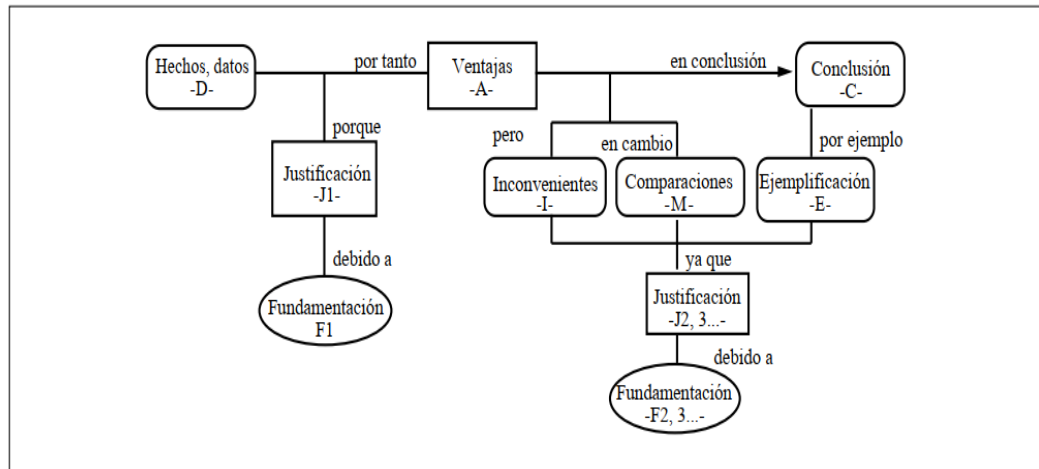 Hechos, datos
-D-
por tanto
Ventajas
-A-
en conclusión
Conclusión
-C-
porque
pero
en cambio
por ejemplo
Justificación
-J1-
Inconvenientes
-I-
Comparaciones
-M-
Ejemplificación
-E-
debido a
ya que
Fundamentación
F1
Justificación
-J2, 3...-
debido a
Fundamentación
-F2, 3...-